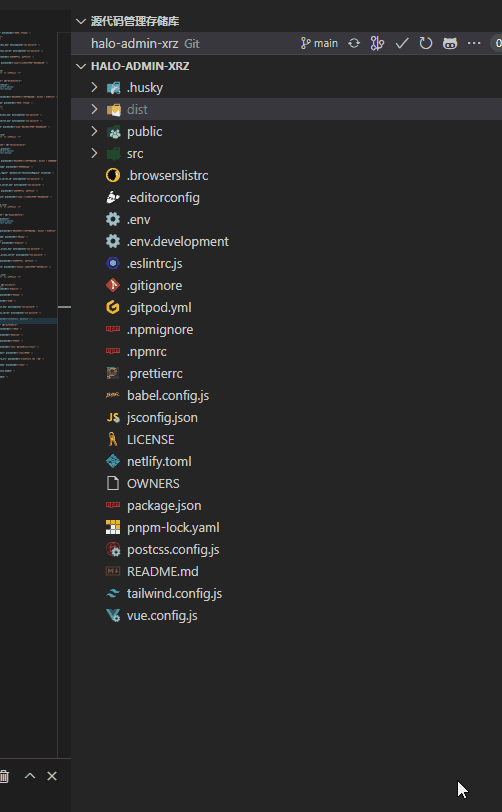 源代码管理存储库
halo-admin-xrz Git main
HALO-ADMIN-XRZ
.husky
dist
public
src
.browserslistrc
.editorconfig
.env
.env.development
.eslintrc.js
.gitignore
.gitpod.yml
.npmignore
.npmrc
.prettierrc
babel.config.js
jsconfig.json
LICENSE
netlify.toml
OWNERS
package.json
pnpm-lock.yaml
postcss.config.js
README.md
tailwind.config.js
vue.config.js